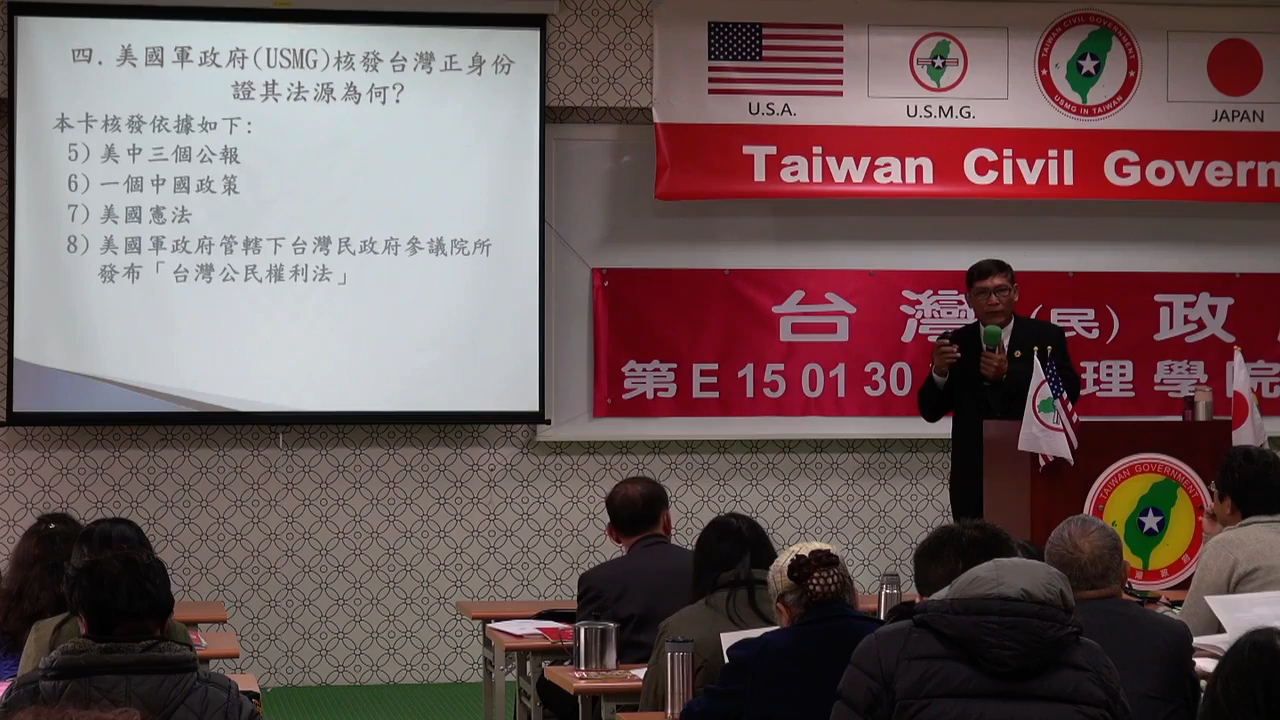 四. 美國軍政府(USMG)核發台灣正身份
證其法源為何?
本卡核發依據如下:
5) 美中三個公報
6) 一個中國政策
7) 美國憲法
8) 美國軍政府管轄下台灣民政府參議院所
發布「台灣公民權利法」
U.S.A.
U.S.M.G.
TAIWAN CIVIL GOVERNMENT
USMG IN TAIWAN
JAPAN
Taiwan Civil Govern
台 灣 (民) 政
第 E 15 01 30 理 學 院
TAIWAN GOVERNMENT